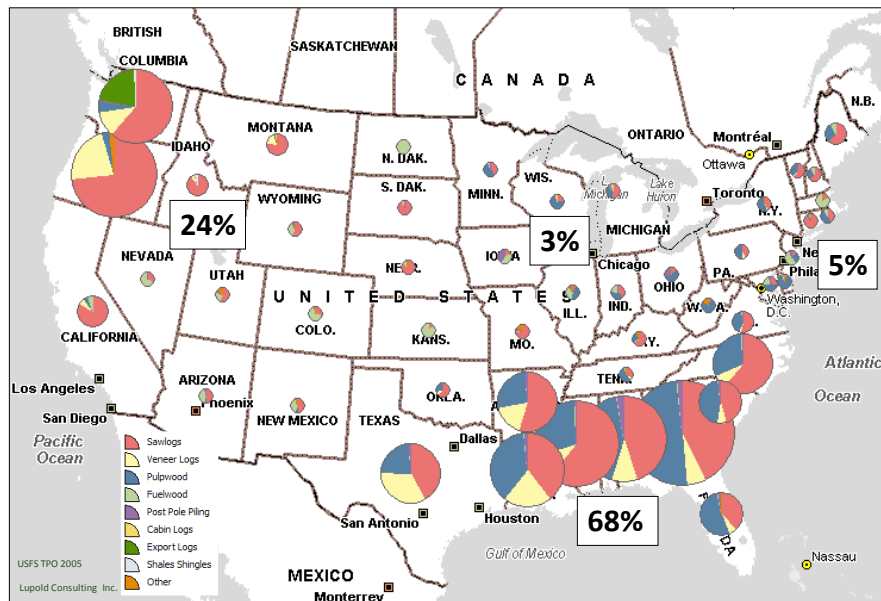 BRITISH
COLUMBIA
SASKATCHEWAN
C A N A D A
N.B.
ONTARIO
Montréal
Ottawa
MONTANA
N. DAK.
IDAHO
MINN.
WIS.
L.
Michigan
Lake
Huron
Toronto
N.Y.
S. DAK.
WYOMING
24%
3%
MICHIGAN
5%
Chicago
NEVADA
UTAH
PA.
OHIO
Washington,
D.C.
U N I T E D S T A T E S
ILL.
IND.
COLO.
KANS.
MO.
CALIFORNIA
TENN.
Atlantic
Ocean
Los Angeles
ARIZONA
Phoenix
OKLA.
San Diego
NEW MEXICO
TEXAS
Dallas
Pacific
Ocean
Sawlogs
Veneer Logs
Pulpwood
Fuelwood
Post Pole Piling
Cabin Logs
Export Logs
Shales Shingles
Other
San Antonio
Houston
68%
Gulf of Mexico
USFS TPO 2005
Lupold Consulting Inc.
MEXICO
Monterrey
Nassau